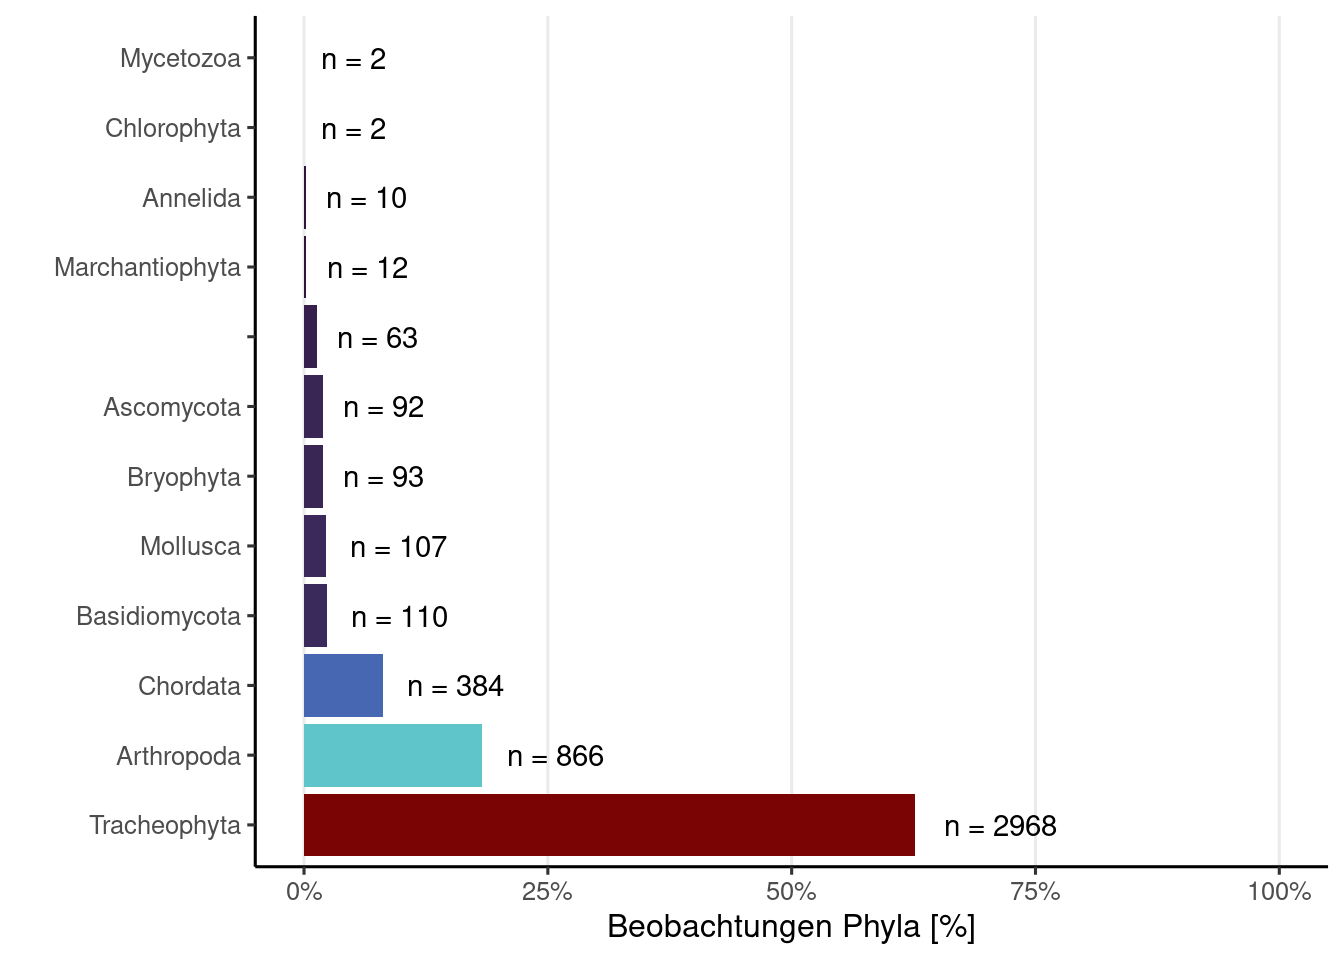 Mycetozoa n = 2
Chlorophyta n = 2
Annelida n = 10
Marchantiophyta n = 12
n = 63
Ascomycota n = 92
Bryophyta n = 93
Mollusca n = 107
Basidiomycota n = 110
Chordata n = 384
Arthropoda n = 866
Tracheophyta n = 2968
0% 25% 50% 75% 100%
Beobachtungen Phyla [%]